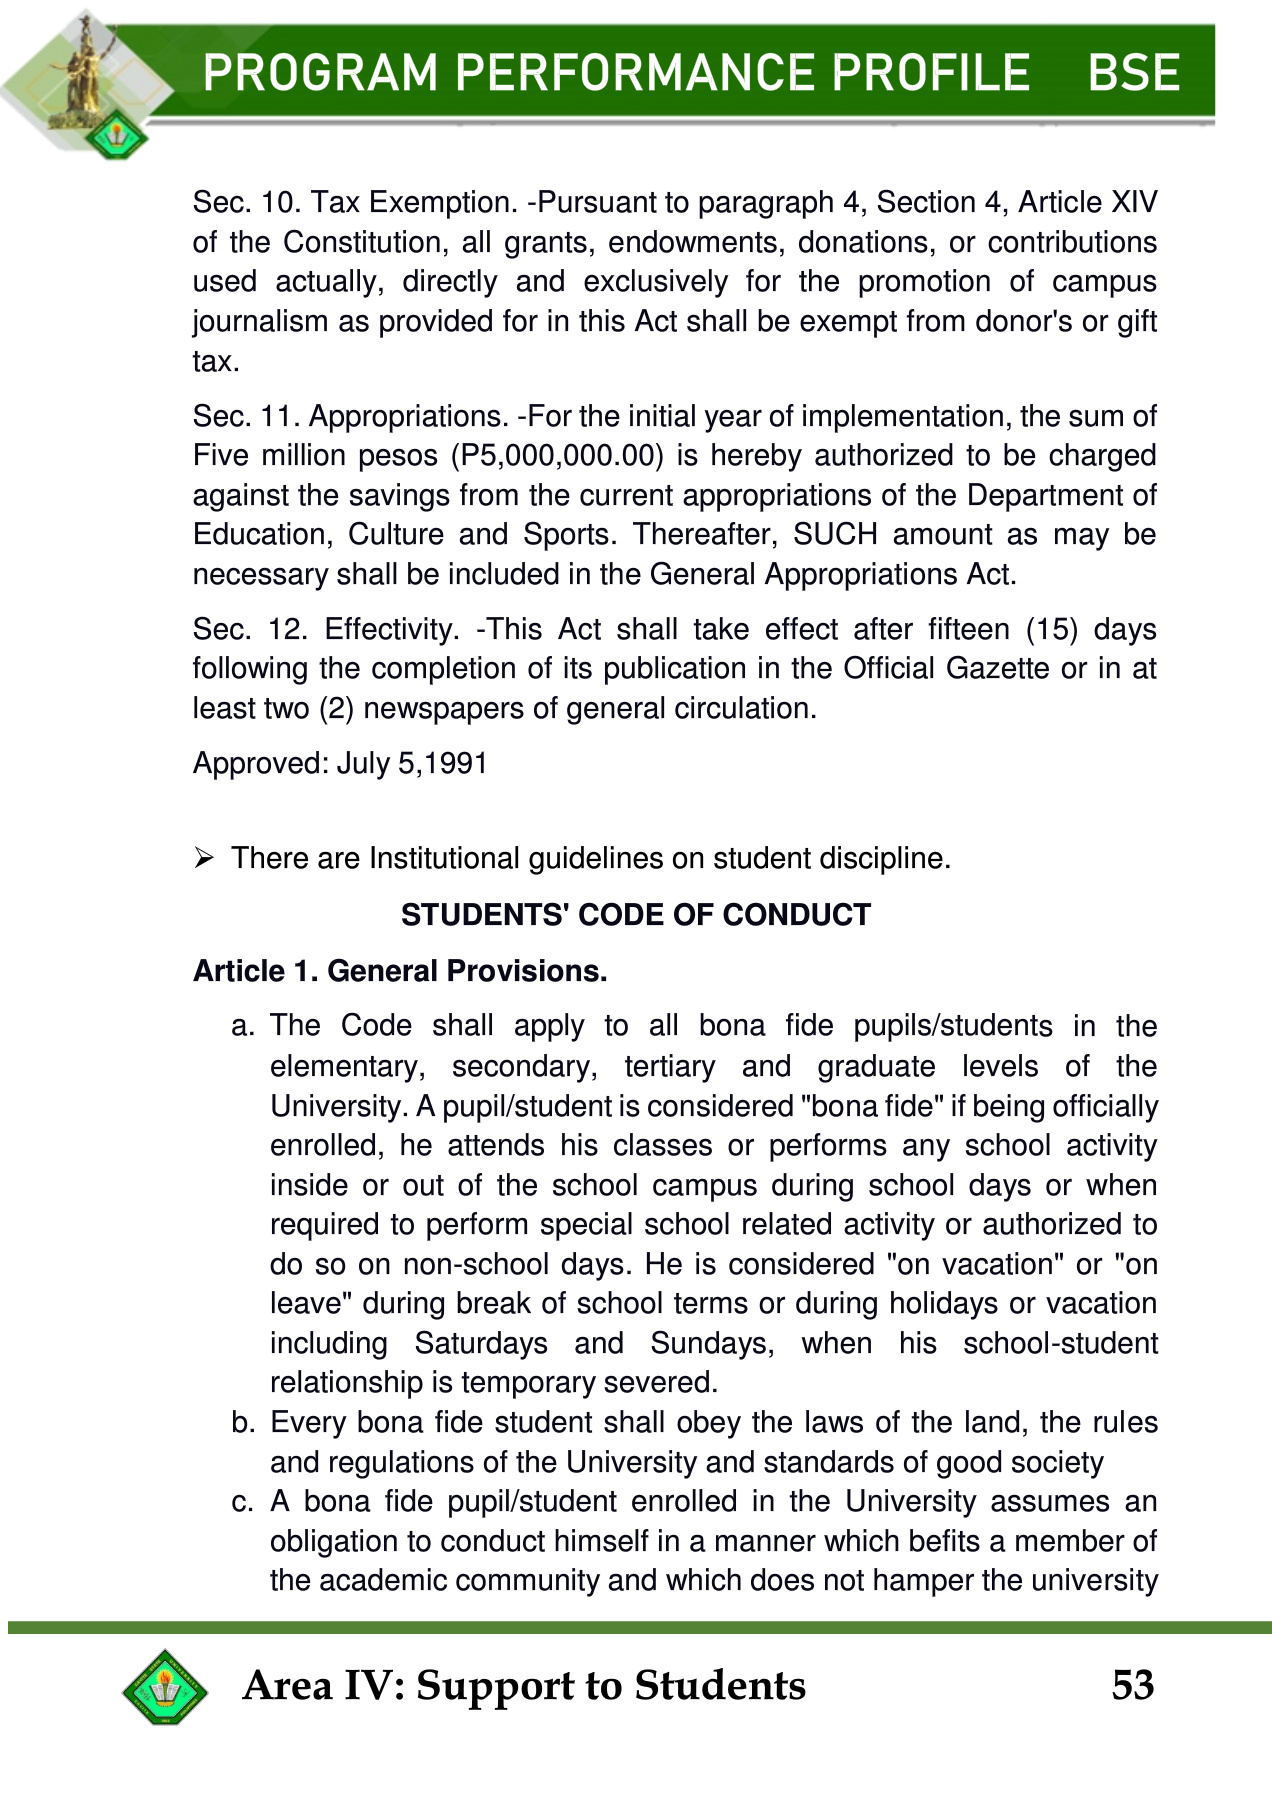 PROGRAM PERFORMANCE PROFILE BSE
Sec. 10. Tax Exemption. -Pursuant to paragraph 4, Section 4, Article XIV
of the Constitution, all grants, endowments, donations, or contributions
used actually, directly and exclusively for the promotion of campus
journalism as provided for in this Act shall be exempt from donor's or gift
tax.
Sec. 11. Appropriations. -For the initial year of implementation, the sum of
Five million pesos (P5,000,000.00) is hereby authorized to be charged
against the savings from the current appropriations of the Department of
Education, Culture and Sports. Thereafter, SUCH amount as may be
necessary shall be included in the General Appropriations Act.
Sec. 12. Effectivity. -This Act shall take effect after fifteen (15) days
following the completion of its publication in the Official Gazette or in at
least two (2) newspapers of general circulation.
Approved: July 5,1991
➢ There are Institutional guidelines on student discipline.
STUDENTS' CODE OF CONDUCT
Article 1. General Provisions.
a. The Code shall apply to all bona fide pupils/students in the
elementary, secondary, tertiary and graduate levels of the
University. A pupil/student is considered "bona fide" if being officially
enrolled, he attends his classes or performs any school activity
inside or out of the school campus during school days or when
required to perform special school related activity or authorized to
do so on non-school days. He is considered "on vacation" or "on
leave" during break of school terms or during holidays or vacation
including Saturdays and Sundays, when his school-student
relationship is temporary severed.
b. Every bona fide student shall obey the laws of the land, the rules
and regulations of the University and standards of good society
c. A bona fide pupil/student enrolled in the University assumes an
obligation to conduct himself in a manner which befits a member of
the academic community and which does not hamper the university
Area IV: Support to Students 53